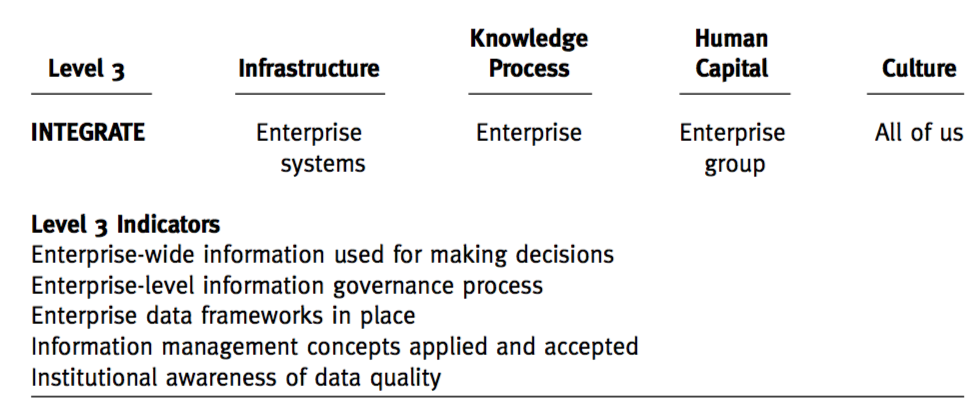 Level 3 Infrastructure Knowledge Process Human Capital Culture
INTEGRATE Enterprise systems Enterprise Enterprise group All of us
Level 3 Indicators
Enterprise-wide information used for making decisions
Enterprise-level information governance process
Enterprise data frameworks in place
Information management concepts applied and accepted
Institutional awareness of data quality